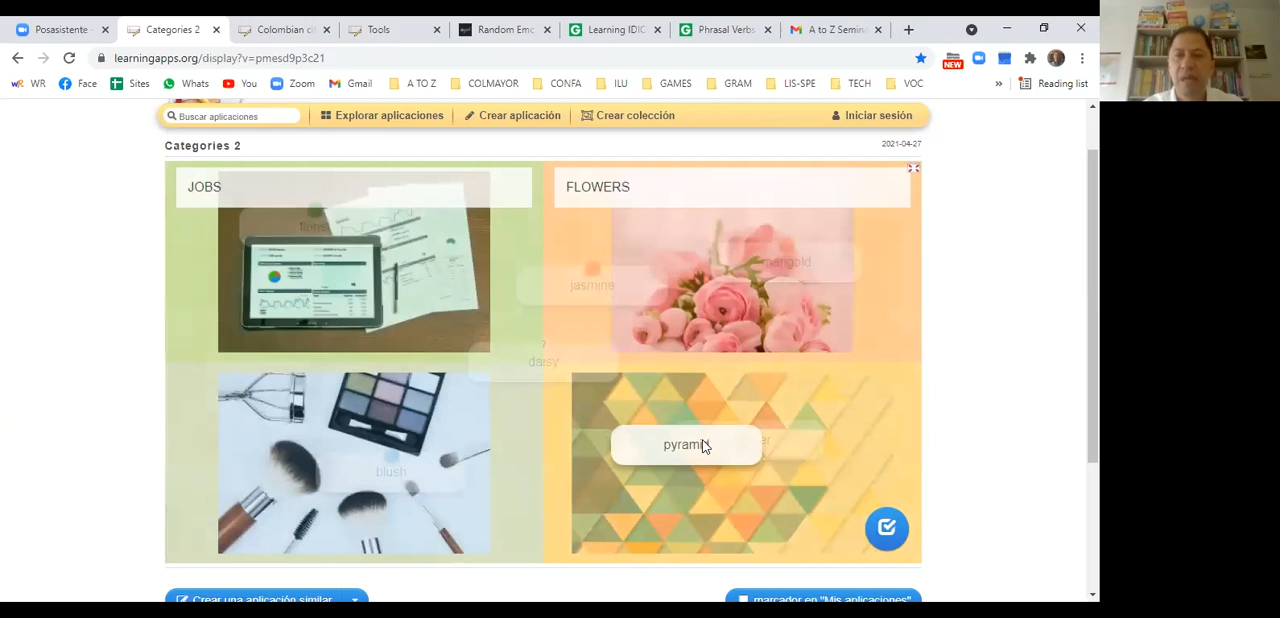 Posasistente -
Categories 2
Colombian ci
Tools
Random Emo
Learning IDIO
Phrasal Verbs
A to Z Semin
learningapps.org/display?v=pmesd9p3c21
NEW
WR
Face
Sites
Whats
You
Zoom
Gmail
A TO Z
COLMAYOR
CONFA
ILU
GAMES
GRAM
LIS-SPE
TECH
VOC
»
Reading list
Buscar aplicaciones
Explorar aplicaciones
Crear aplicación
Crear colección
Iniciar sesión
Categories 2
2021-04-27
JOBS
FLOWERS
marigold
jasmine
daisy
pyramid
blush
Crear una aplicación similar
marcador en "Mis aplicaciones"